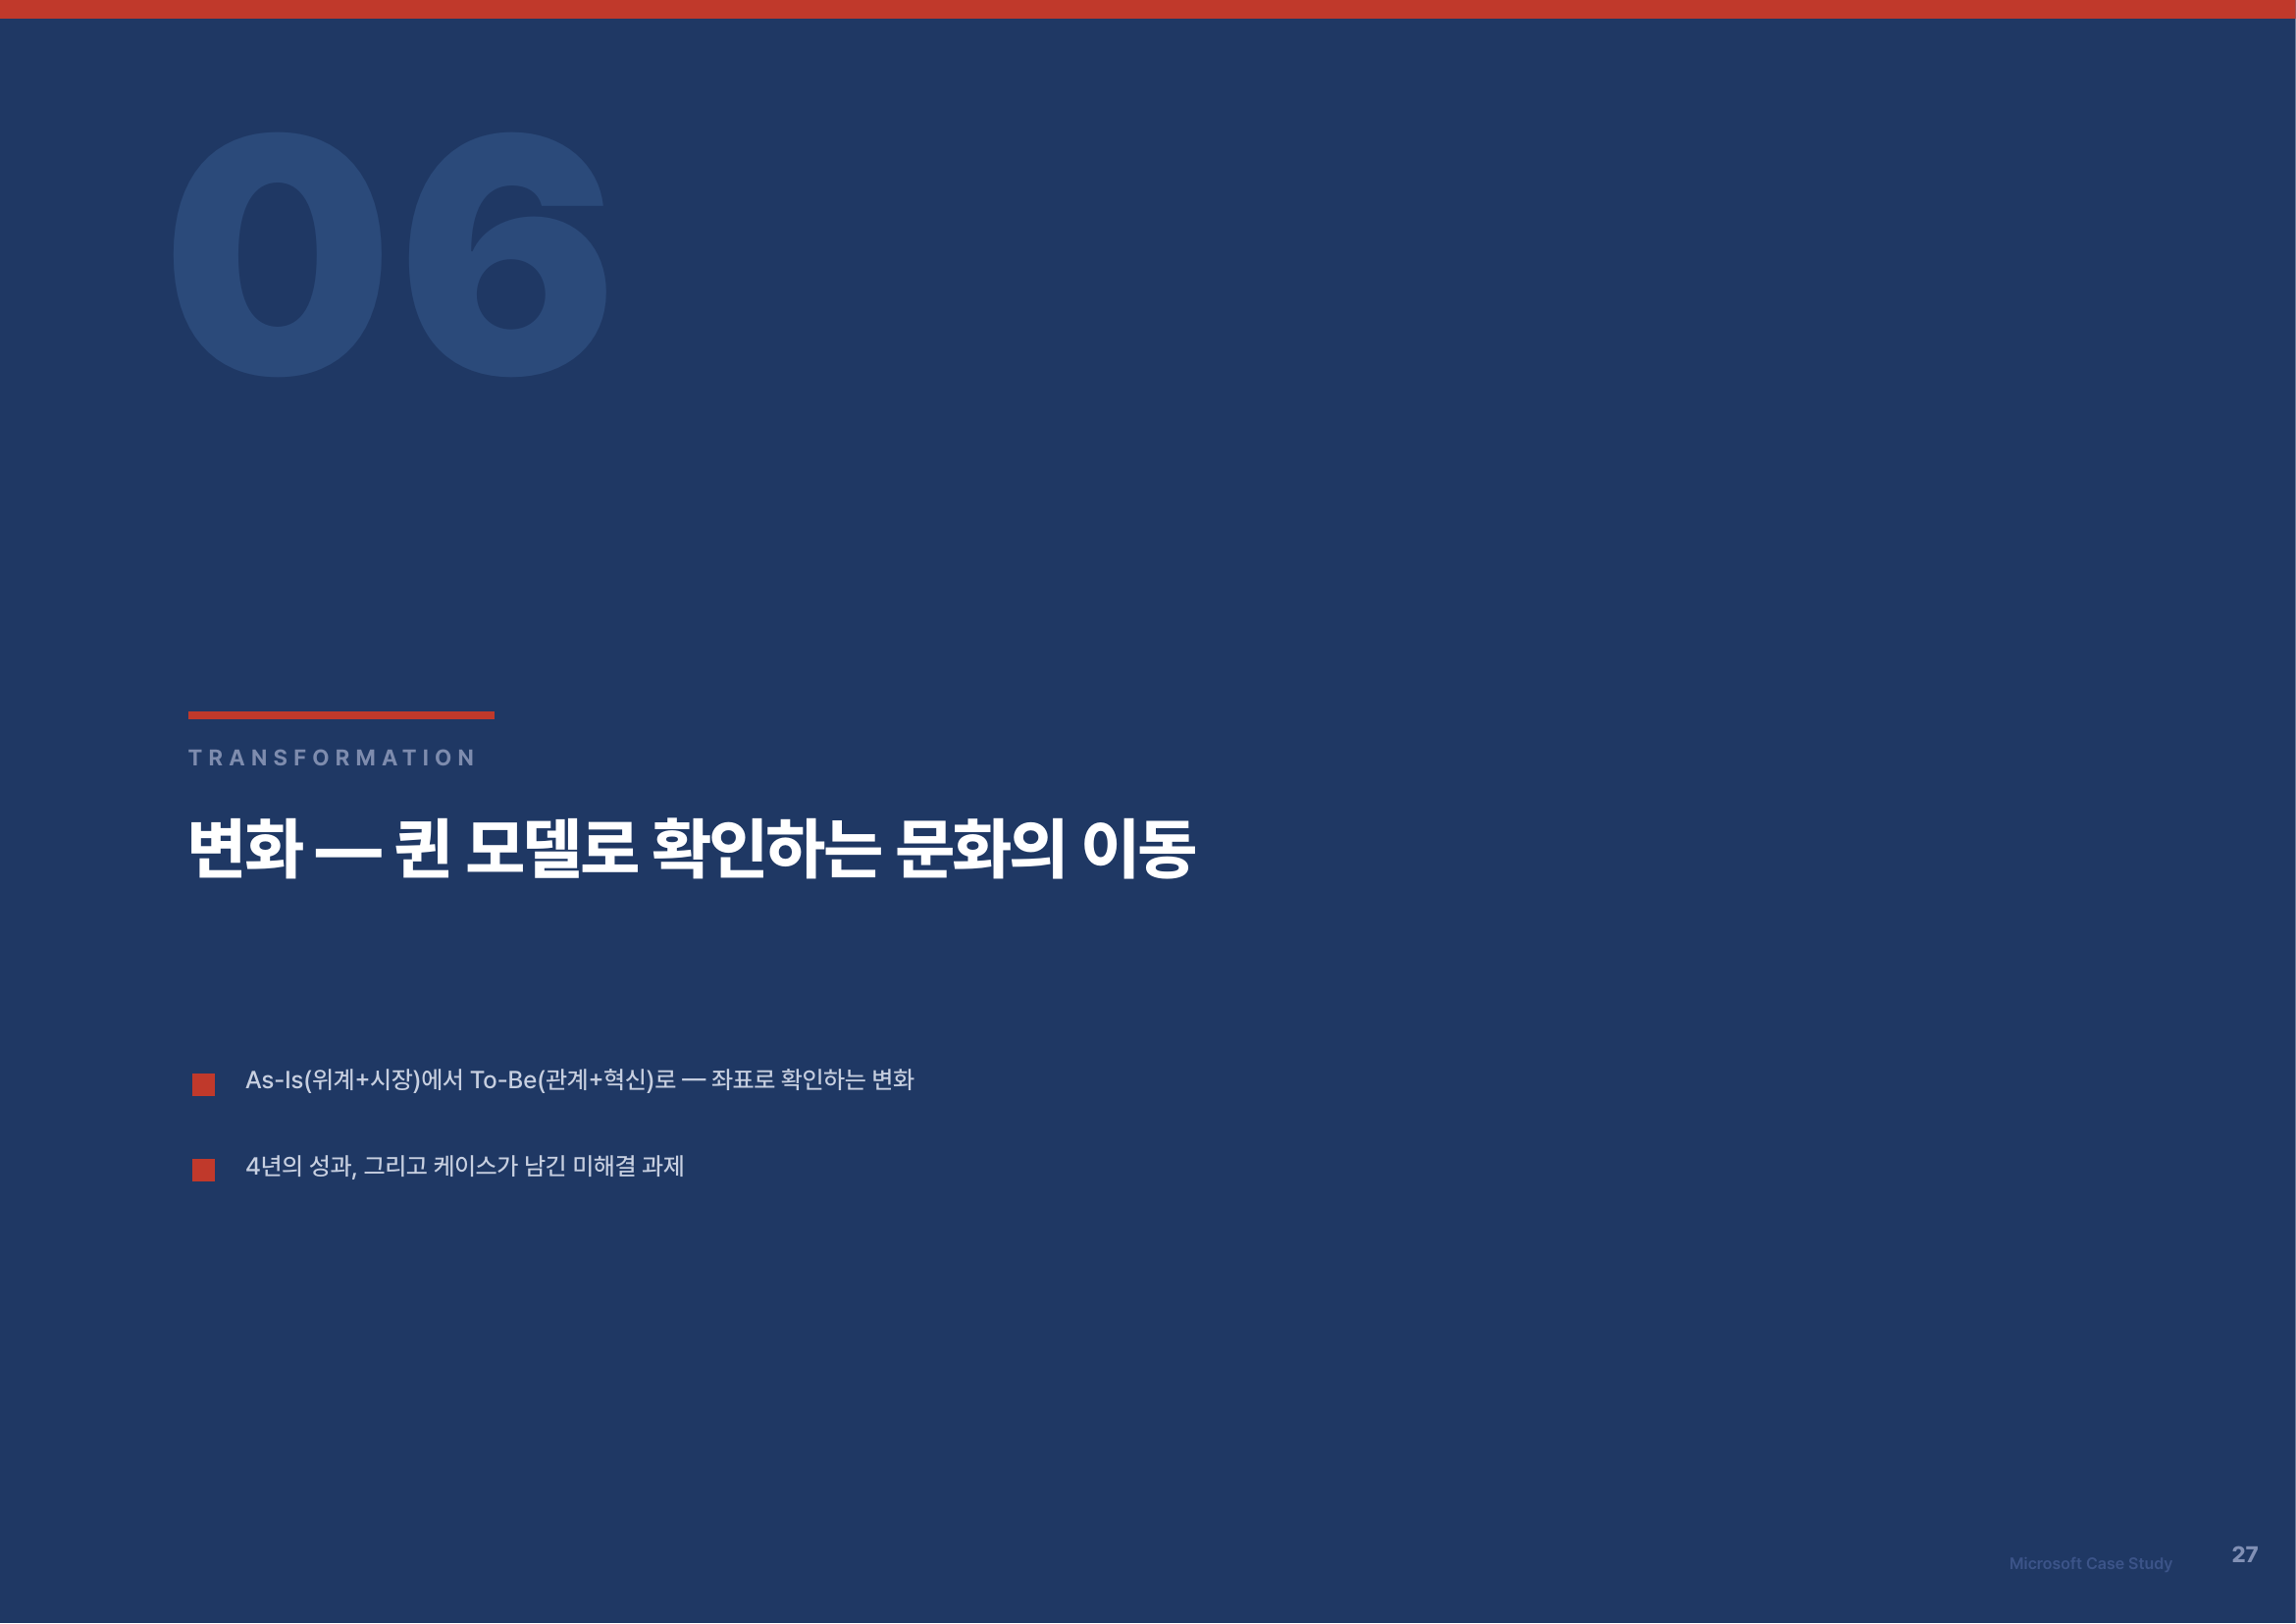 06
TRANSFORMATION
변화 — 퀸 모델로 확인하는 문화의 이동
As-Is(위계+시장)에서 To-Be(관계+혁신)로 — 좌표로 확인하는 변화
4년의 성과, 그리고 케이스가 남긴 미해결 과제
Microsoft Case Study
27